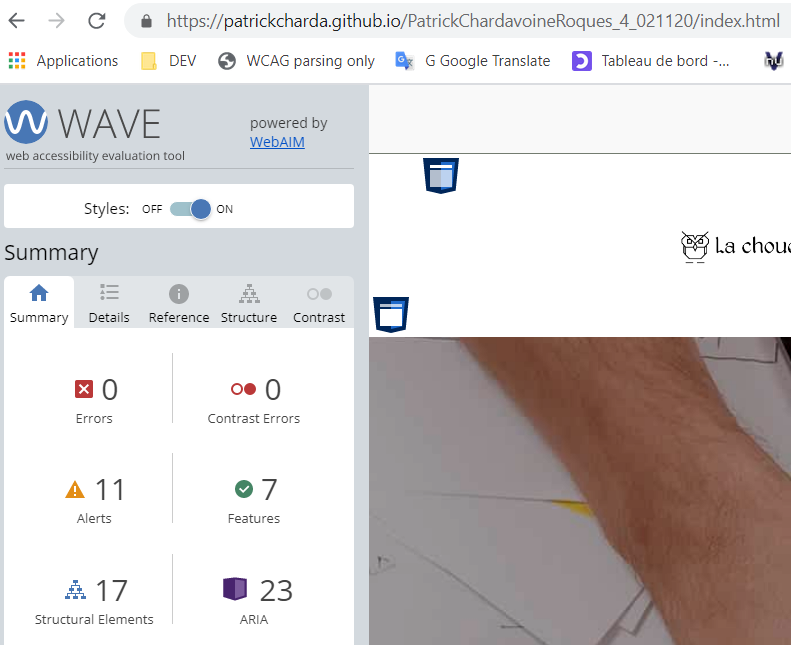 https://patrickcharda.github.io/PatrickChardavoineRoques_4_021120/index.html
Applications DEV WCAG parsing only G Google Translate Tableau de bord -...
WAVE
powered by
WebAIM
web accessibility evaluation tool
Styles: OFF ON
La chou
Summary
Summary Details Reference Structure Contrast
0 0
Errors Contrast Errors
11 7
Alerts Features
17 23
Structural Elements ARIA